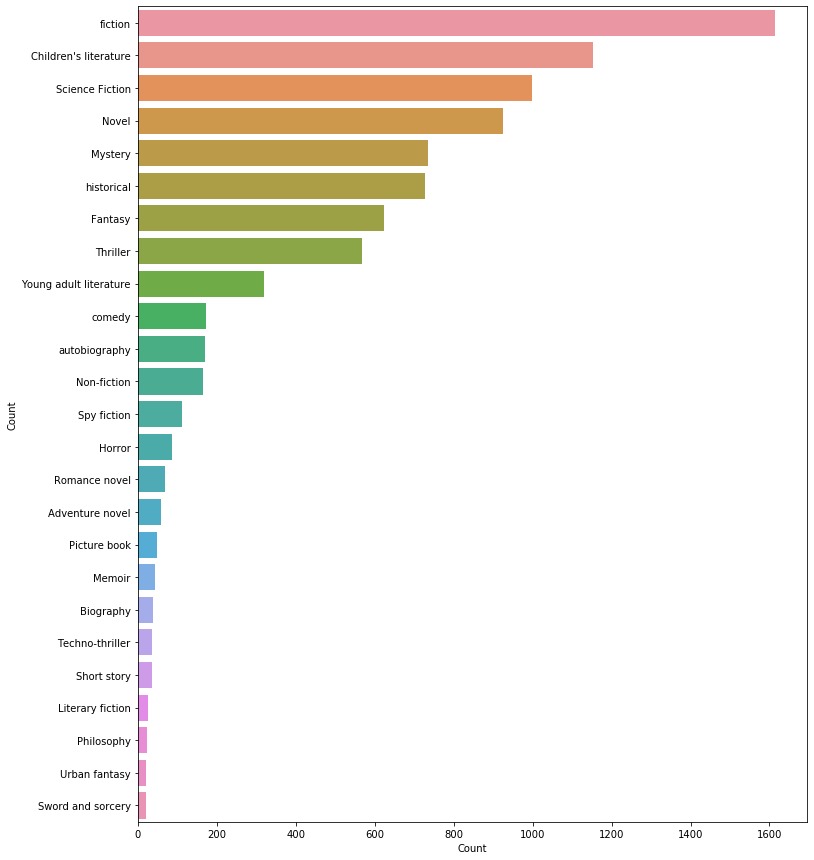 fiction
Children's literature
Science Fiction
Novel
Mystery
historical
Fantasy
Thriller
Young adult literature
comedy
autobiography
Non-fiction
Spy fiction
Horror
Romance novel
Adventure novel
Picture book
Memoir
Biography
Techno-thriller
Short story
Literary fiction
Philosophy
Urban fantasy
Sword and sorcery
Count
0 200 400 600 800 1000 1200 1400 1600
Count